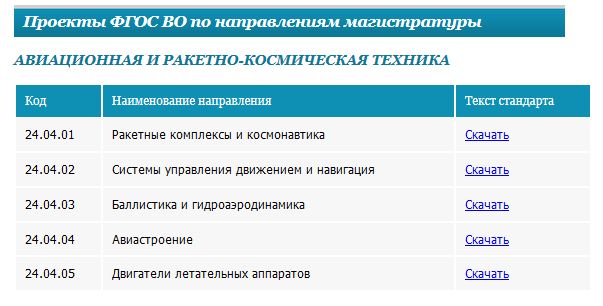 Проекты ФГОС ВО по направлениям магистратуры
АВИАЦИОННАЯ И РАКЕТНО-КОСМИЧЕСКАЯ ТЕХНИКА
Код Наименование направления Текст стандарта
24.04.01 Ракетные комплексы и космонавтика Скачать
24.04.02 Системы управления движением и навигация Скачать
24.04.03 Баллистика и гидроаэродинамика Скачать
24.04.04 Авиастроение Скачать
24.04.05 Двигатели летательных аппаратов Скачать